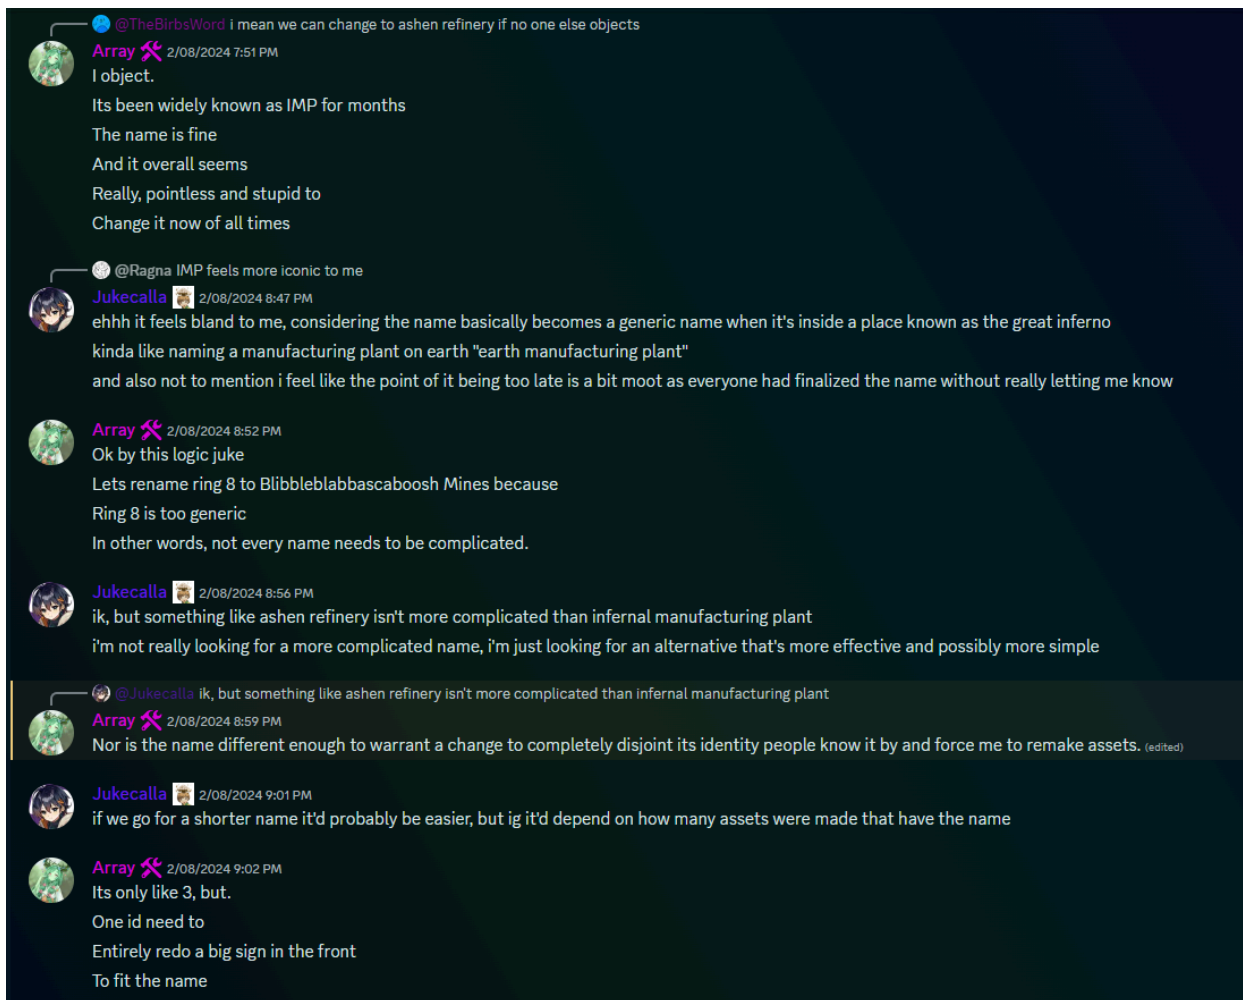 @TheBirbsWord i mean we can change to ashen refinery if no one else objects
Array 2/08/2024 7:51 PM
I object.
Its been widely known as IMP for months
The name is fine
And it overall seems
Really, pointless and stupid to
Change it now of all times
@Ragna IMP feels more iconic to me
Jukecalla 2/08/2024 8:47 PM
ehhh it feels bland to me, considering the name basically becomes a generic name when it's inside a place known as the great inferno
kinda like naming a manufacturing plant on earth "earth manufacturing plant"
and also not to mention i feel like the point of it being too late is a bit moot as everyone had finalized the name without really letting me know
Array 2/08/2024 8:52 PM
Ok by this logic juke
Lets rename ring 8 to Blibbleblabbascaboosh Mines because
Ring 8 is too generic
In other words, not every name needs to be complicated.
Jukecalla 2/08/2024 8:56 PM
ik, but something like ashen refinery isn't more complicated than infernal manufacturing plant
i'm not really looking for a more complicated name, i'm just looking for an alternative that's more effective and possibly more simple
@Jukecalla ik, but something like ashen refinery isn't more complicated than infernal manufacturing plant
Array 2/08/2024 8:59 PM
Nor is the name different enough to warrant a change to completely disjoint its identity people know it by and force me to remake assets. (edited)
Jukecalla 2/08/2024 9:01 PM
if we go for a shorter name it'd probably be easier, but ig it'd depend on how many assets were made that have the name
Array 2/08/2024 9:02 PM
Its only like 3, but.
One id need to
Entirely redo a big sign in the front
To fit the name